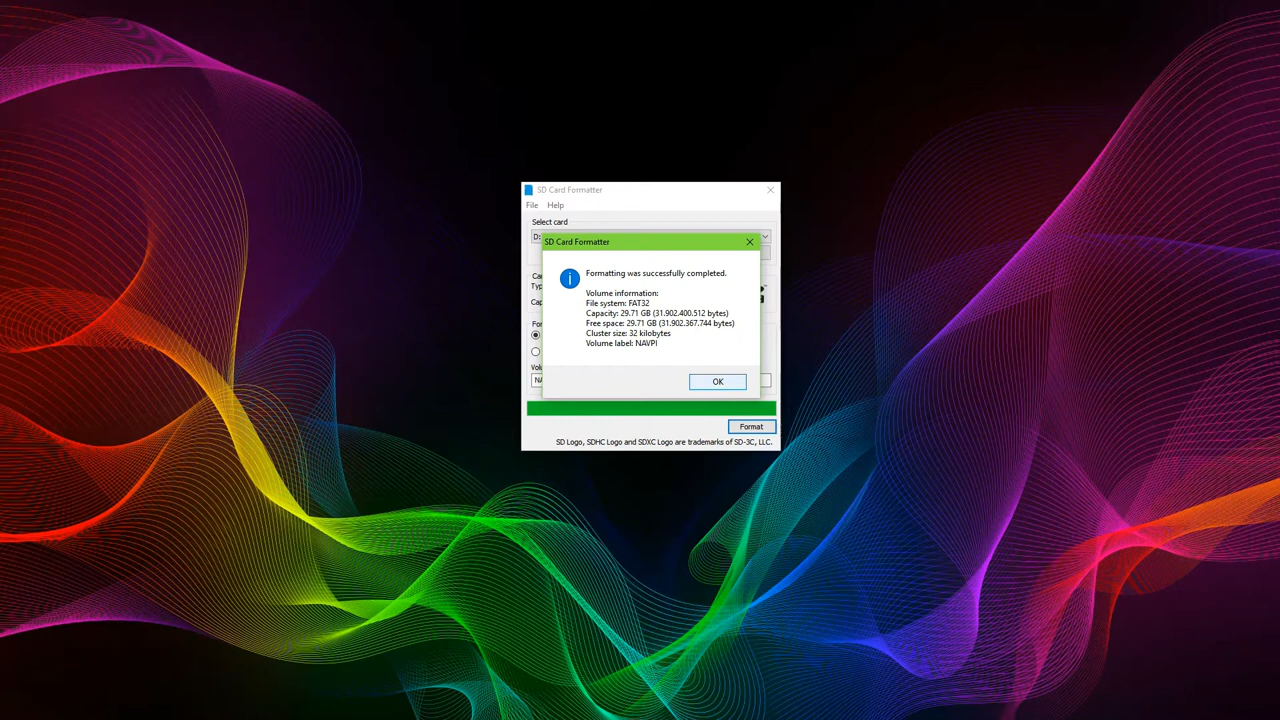 SD Card Formatter
File Help
Select card
D:
SD Card Formatter
Formatting was successfully completed.
Volume information:
File system: FAT32
Capacity: 29.71 GB (31.902.400.512 bytes)
Free space: 29.71 GB (31.902.367.744 bytes)
Cluster size: 32 kilobytes
Volume label: NAVPI
OK
Format
SD Logo, SDHC Logo and SDXC Logo are trademarks of SD-3C, LLC.